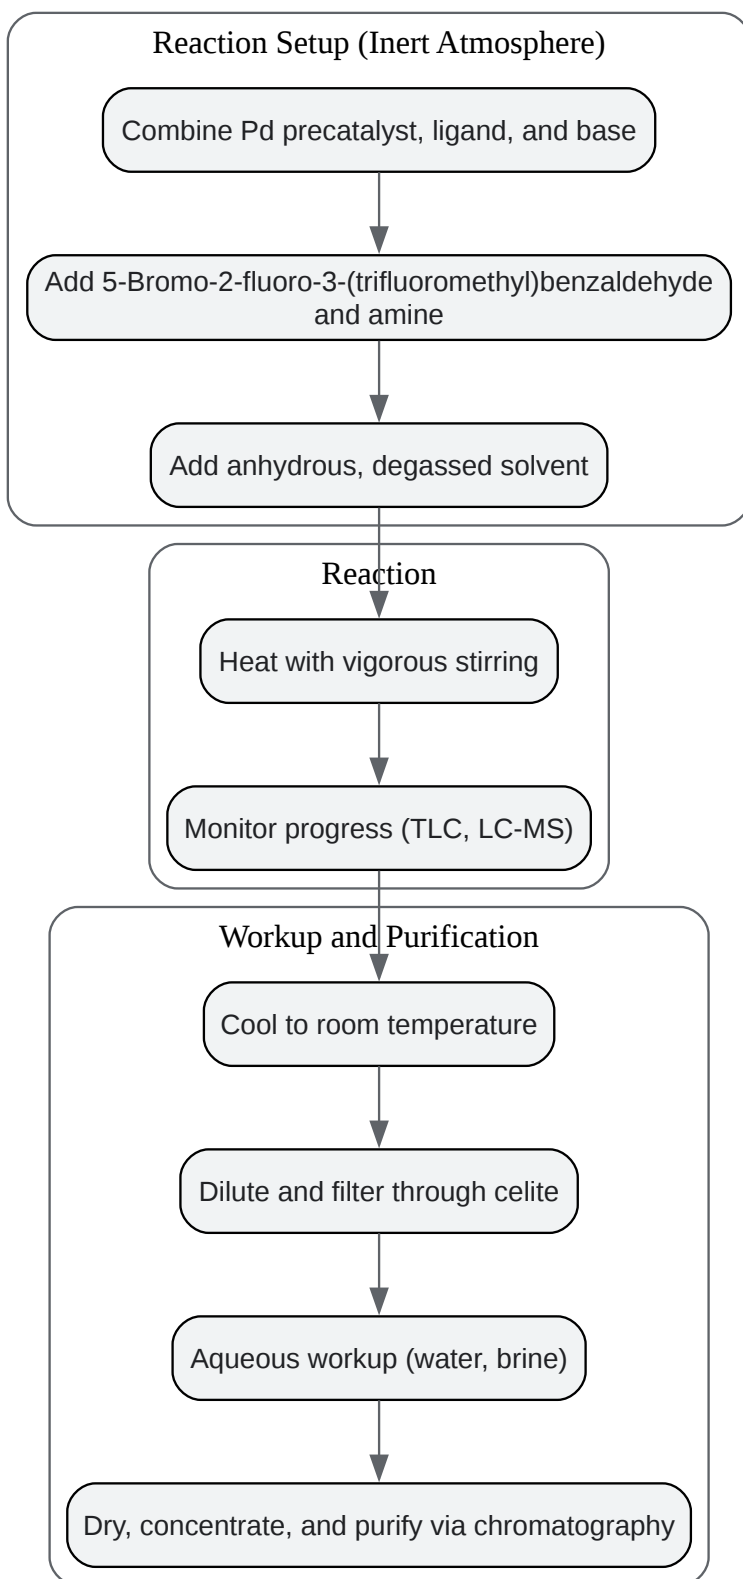 Reaction Setup (Inert Atmosphere)
Combine Pd precatalyst, ligand, and base
Add 5-Bromo-2-fluoro-3-(trifluoromethyl)benzaldehyde
and amine
Add anhydrous, degassed solvent
Reaction
Heat with vigorous stirring
Monitor progress (TLC, LC-MS)
Workup and Purification
Cool to room temperature
Dilute and filter through celite
Aqueous workup (water, brine)
Dry, concentrate, and purify via chromatography